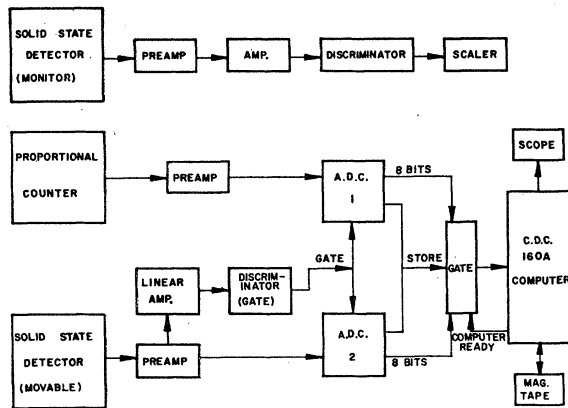 SOLID STATE
DETECTOR
(MONITOR)
PREAMP
AMP.
DISCRIMINATOR
SCALER
PROPORTIONAL
COUNTER
PREAMP
A.D.C.
1
8 BITS
SCOPE
C.D.C.
160A
COMPUTER
GATE
STORE
GATE
LINEAR
AMP.
DISCRIM-
INATOR
(GATE)
SOLID STATE
DETECTOR
(MOVABLE)
PREAMP
A.D.C.
2
8 BITS
COMPUTER
READY
MAG.
TAPE